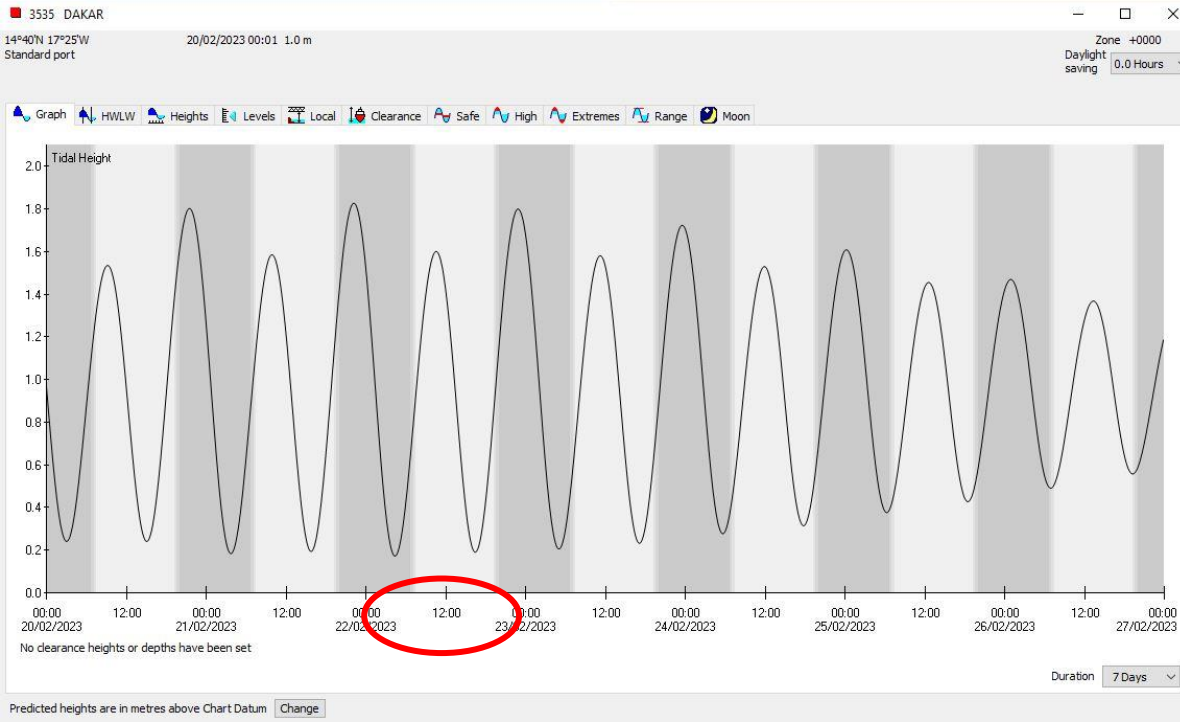 3535 DAKAR
14°40'N 17°25'W 20/02/2023 00:01 1.0 m Zone +0000
Standard port Daylight saving 0.0 Hours
Graph HWLW Heights Levels Local Clearance Safe High Extremes Range Moon
Tidal Height
2.0
1.8
1.6
1.4
1.2
1.0
0.8
0.6
0.4
0.2
0.0
00:00 12:00 00:00 12:00 00:00 12:00 00:00 12:00 00:00 12:00 00:00 12:00 00:00 12:00 00:00
20/02/2023 21/02/2023 22/02/2023 23/02/2023 24/02/2023 25/02/2023 26/02/2023 27/02/2023
No clearance heights or depths have been set
Duration 7 Days
Predicted heights are in metres above Chart Datum Change